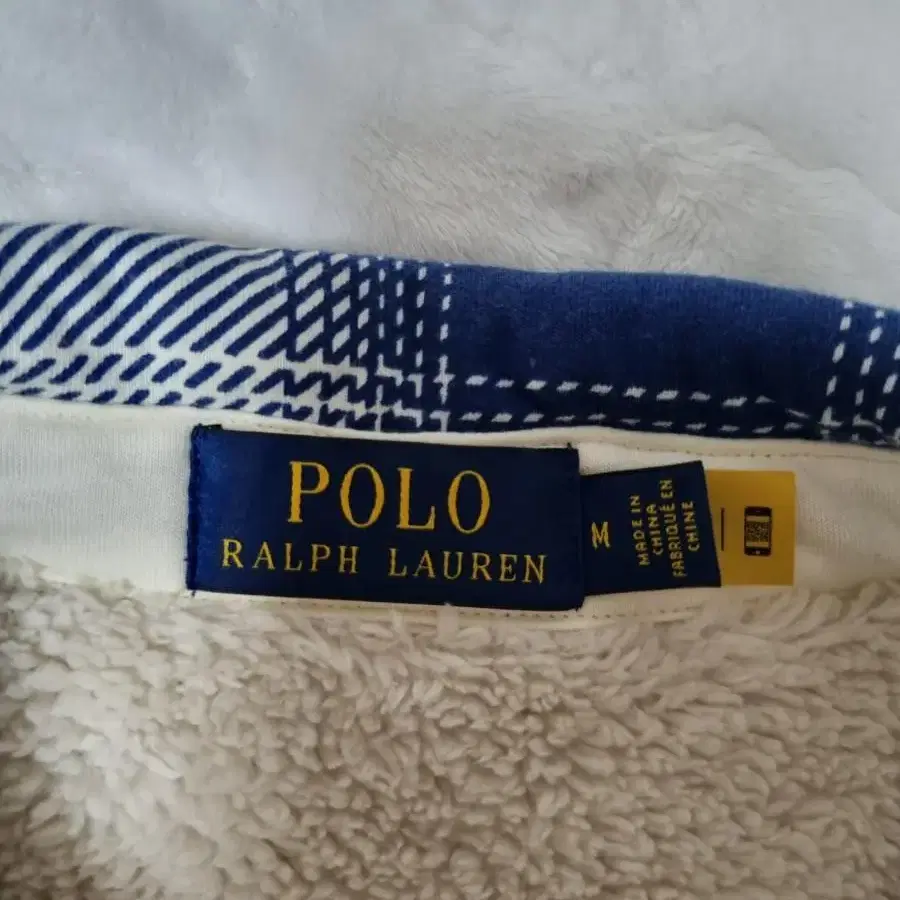 POLO
RALPH LAUREN
M
MADE IN
CHINA
FABRIQUÉ EN
CHINE